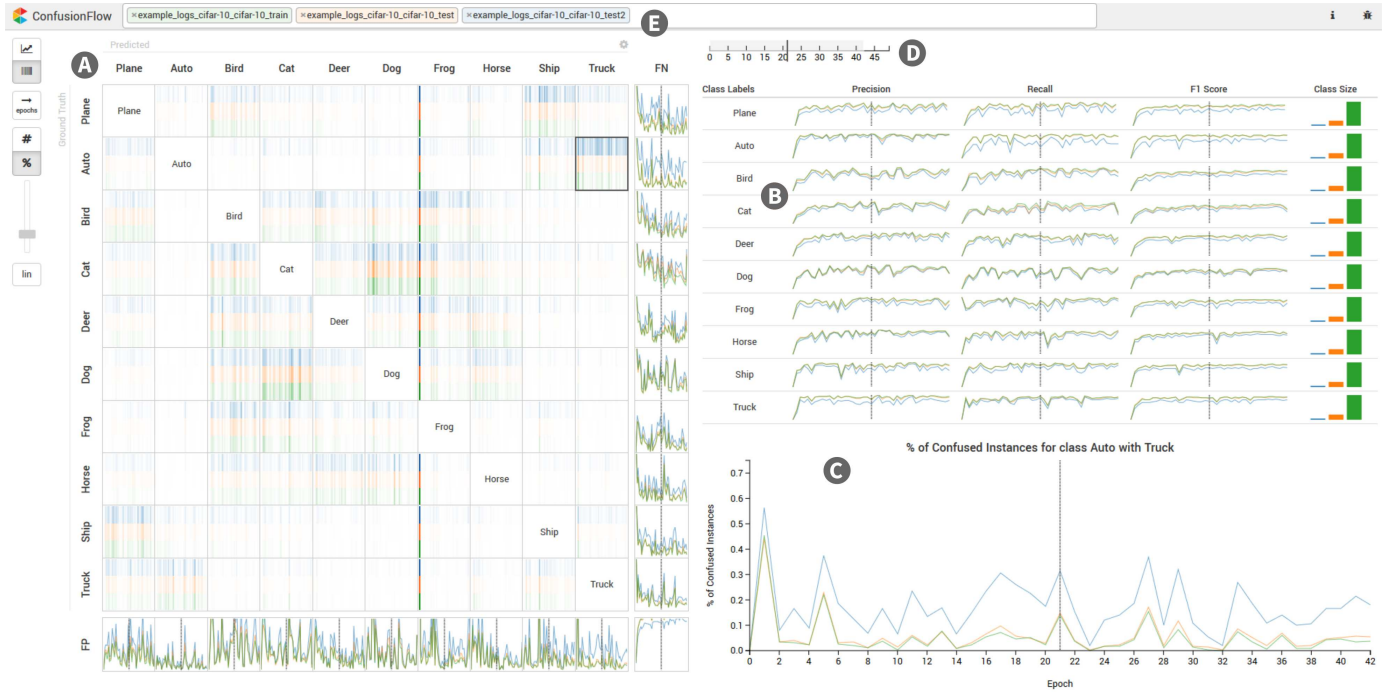 ConfusionFlow
×example_logs_cifar-10_cifar-10_train ×example_logs_cifar-10_cifar-10_test ×example_logs_cifar-10_cifar-10_test2
E
i
epochs
#
%
lin
A
Predicted
Plane Auto Bird Cat Deer Dog Frog Horse Ship Truck FN
Ground Truth
Plane Plane
Auto Auto
Bird Bird
Cat Cat
Deer Deer
Dog Dog
Frog Frog
Horse Horse
Ship Ship
Truck Truck
FP
0 5 10 15 20 25 30 35 40 45
D
Class Labels Precision Recall F1 Score Class Size
Plane
Auto
Bird
B
Cat
Deer
Dog
Frog
Horse
Ship
Truck
% of Confused Instances for class Auto with Truck
C
% of Confused Instances
0.7
0.6
0.5
0.4
0.3
0.2
0.1
0.0
0 2 4 6 8 10 12 14 16 18 20 22 24 26 28 30 32 34 36 38 40 42
Epoch